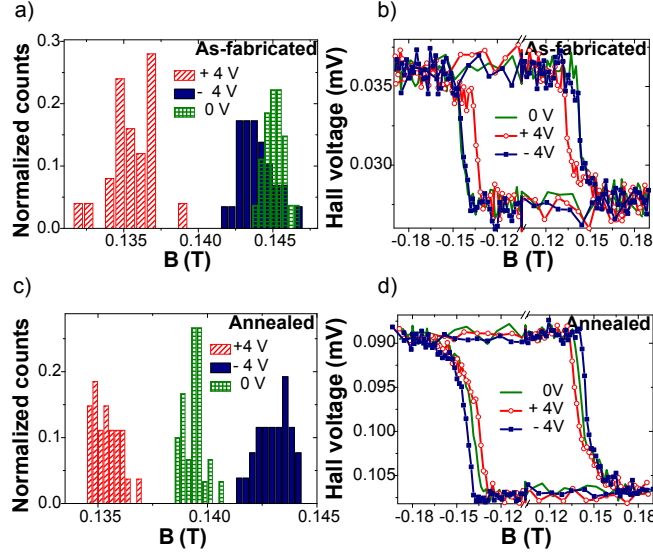 a)
As-fabricated
+ 4 V
- 4 V
0 V
Normalized counts
0.3
0.2
0.1
0.0
0.135
0.140
0.145
B (T)
b)
As-fabricated
0 V
+ 4V
- 4V
Hall voltage (mV)
0.036
0.030
-0.18
-0.15
-0.12
0.12
0.15
0.18
B (T)
c)
Annealed
+4 V
- 4 V
0 V
Normalized counts
0.3
0.2
0.1
0.0
0.135
0.140
0.145
B (T)
d)
Annealed
0V
+ 4V
- 4V
Hall voltage (mV)
0.090
0.095
0.100
0.105
-0.18
-0.15
-0.12
0.12
0.15
0.18
B (T)